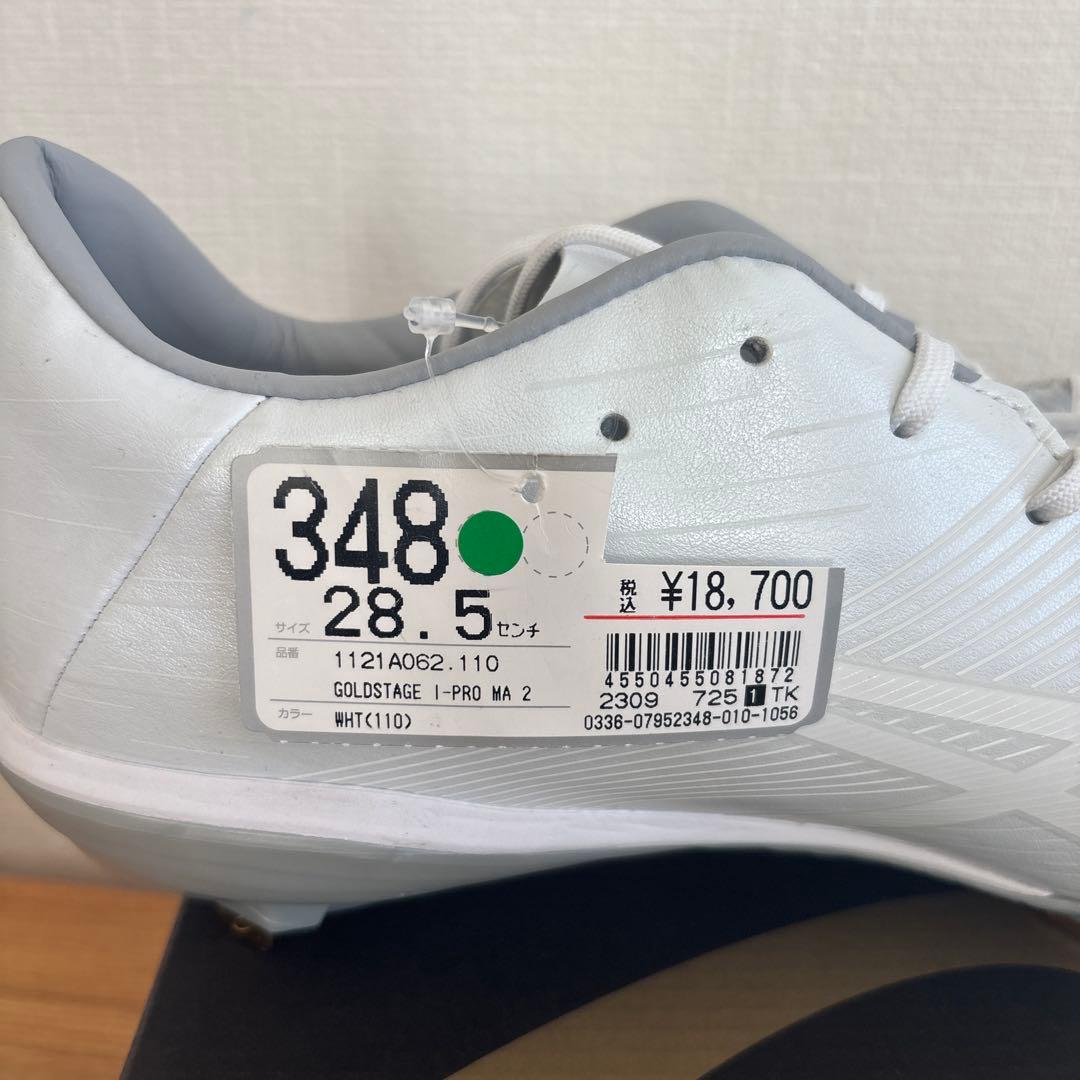 348
サイズ 28.5センチ
品番 1121A062.110
GOLDSTAGE I-PRO MA 2
カラー WHT(110)
税込 ¥18,700
4550455081872
2309 725 1 TK
0336-07952348-010-1056